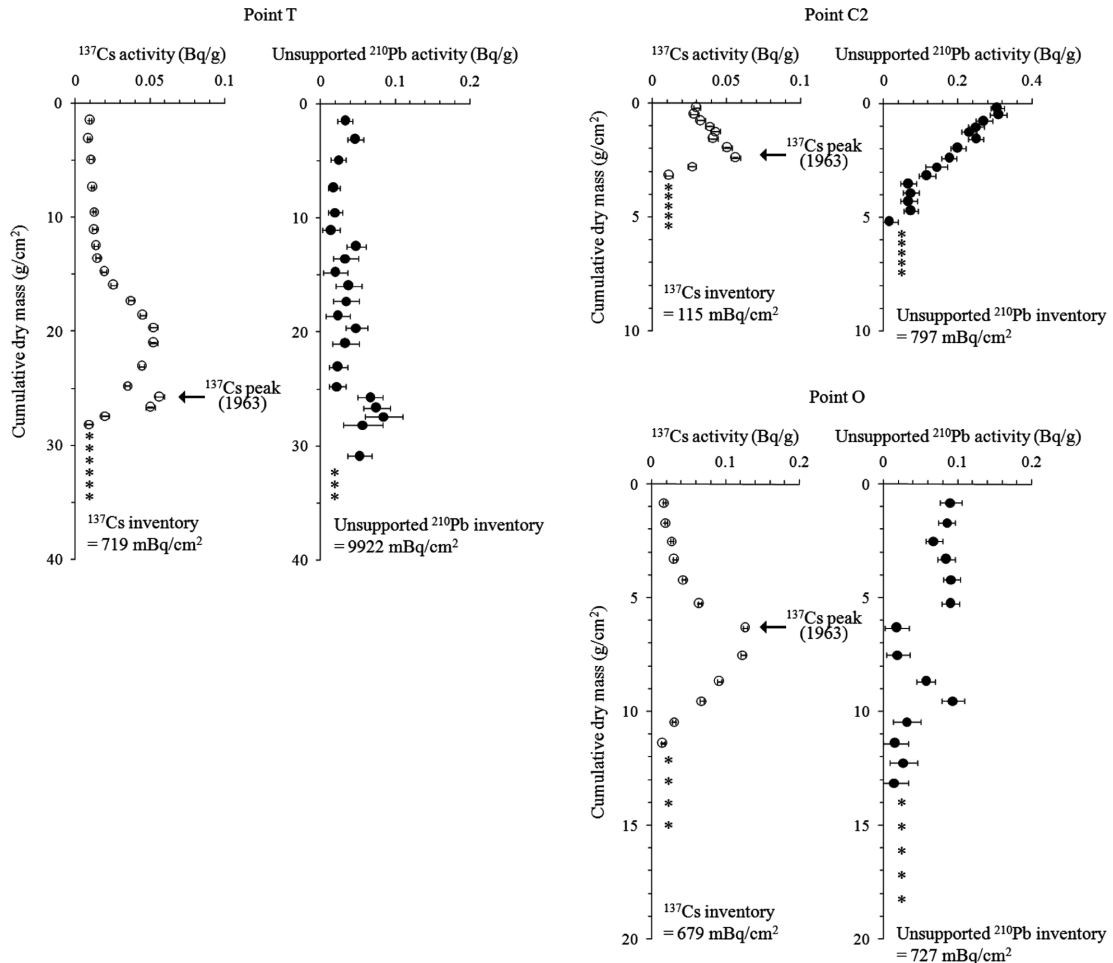 Point T
¹³⁷Cs activity (Bq/g)
Unsupported ²¹⁰Pb activity (Bq/g)
0 0.05 0.1
0 0.1 0.2
Cumulative dry mass (g/cm²)
0
10
20
30
40
¹³⁷Cs peak
(1963)
* * * * * *
* * *
¹³⁷Cs inventory
= 719 mBq/cm²
Unsupported ²¹⁰Pb inventory
= 9922 mBq/cm²
Point C2
¹³⁷Cs activity (Bq/g)
Unsupported ²¹⁰Pb activity (Bq/g)
0 0.05 0.1
0 0.2 0.4
Cumulative dry mass (g/cm²)
0
5
10
0
5
10
¹³⁷Cs peak
(1963)
* * * * *
* * * * *
¹³⁷Cs inventory
= 115 mBq/cm²
Unsupported ²¹⁰Pb inventory
= 797 mBq/cm²
Point O
¹³⁷Cs activity (Bq/g)
Unsupported ²¹⁰Pb activity (Bq/g)
0 0.1 0.2
0 0.1 0.2
Cumulative dry mass (g/cm²)
0
5
10
15
20
0
5
10
15
20
¹³⁷Cs peak
(1963)
* * * *
* * * * *
¹³⁷Cs inventory
= 679 mBq/cm²
Unsupported ²¹⁰Pb inventory
= 727 mBq/cm²